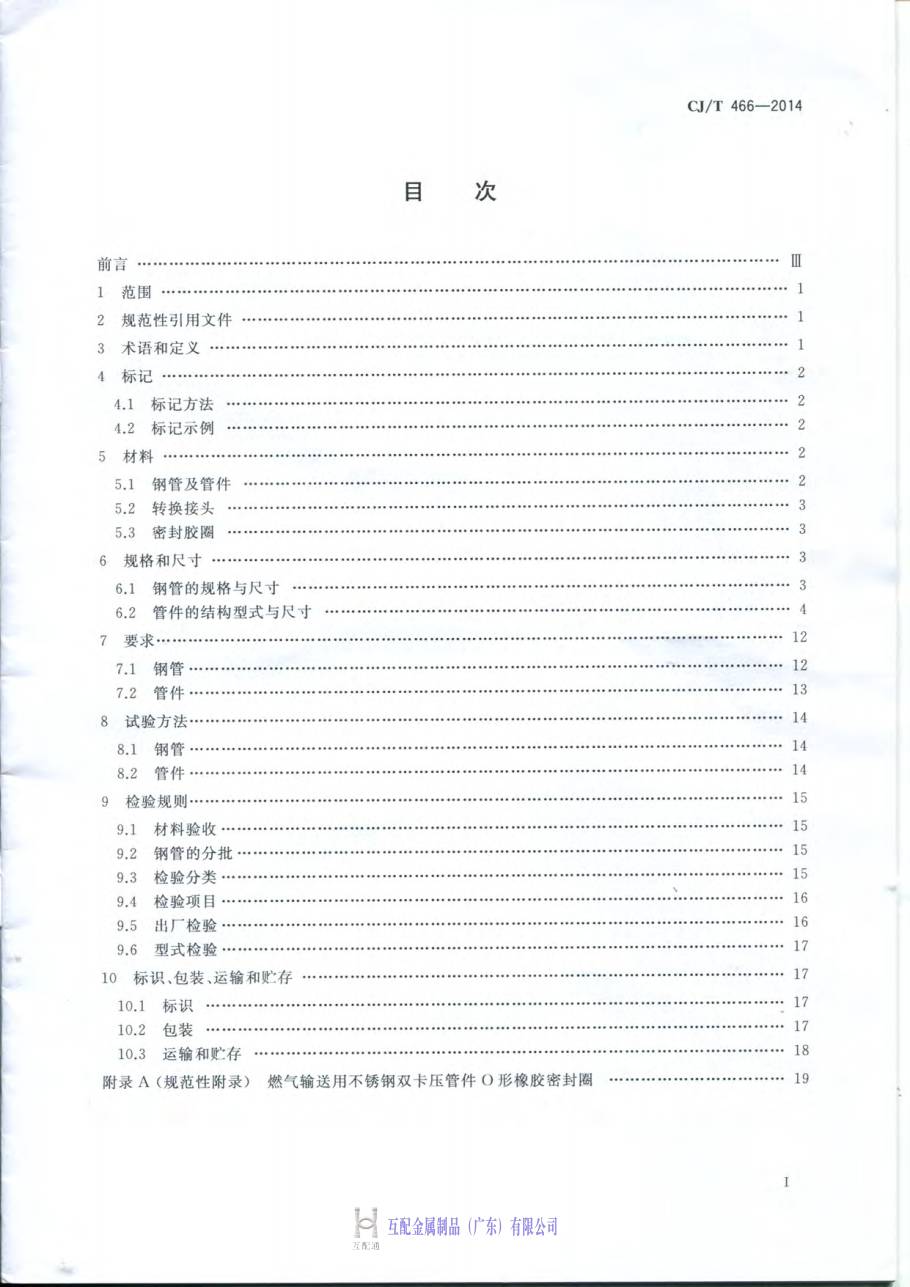 CJ/T 466—2014
目 次
前言 ………… Ⅲ
1 范围 ………… 1
2 规范性引用文件 ………… 1
3 术语和定义 ………… 1
4 标记 ………… 2
4.1 标记方法 ………… 2
4.2 标记示例 ………… 2
5 材料 ………… 2
5.1 钢管及管件 ………… 2
5.2 转换接头 ………… 3
5.3 密封胶圈 ………… 3
6 规格和尺寸 ………… 3
6.1 钢管的规格与尺寸 ………… 3
6.2 管件的结构型式与尺寸 ………… 4
7 要求 ………… 12
7.1 钢管 ………… 12
7.2 管件 ………… 13
8 试验方法 ………… 14
8.1 钢管 ………… 14
8.2 管件 ………… 14
9 检验规则 ………… 15
9.1 材料验收 ………… 15
9.2 钢管的分批 ………… 15
9.3 检验分类 ………… 15
9.4 检验项目 ………… 16
9.5 出厂检验 ………… 16
9.6 型式检验 ………… 17
10 标识、包装、运输和贮存 ………… 17
10.1 标识 ………… 17
10.2 包装 ………… 17
10.3 运输和贮存 ………… 18
附录 A（规范性附录） 燃气输送用不锈钢双卡压管件 O 形橡胶密封圈 ………… 19
I
互配金属制品（广东）有限公司
互配通